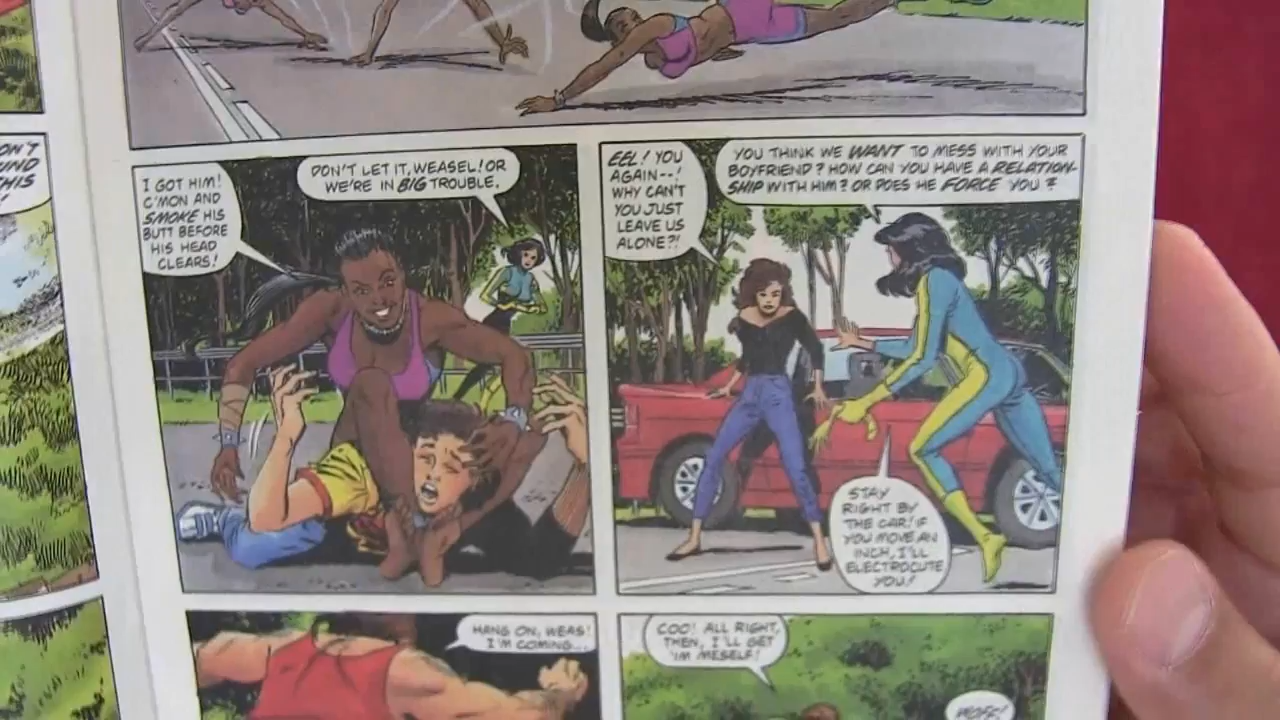 ON'T
UND
THIS
I GOT HIM!
C'MON AND
SMOKE HIS
BUTT BEFORE
HIS HEAD
CLEARS!
DON'T LET IT, WEASEL! OR
WE'RE IN BIG TROUBLE.
EEL! YOU
AGAIN--!
WHY CAN'T
YOU JUST
LEAVE US
ALONE?!
YOU THINK WE WANT TO MESS WITH YOUR
BOYFRIEND? HOW CAN YOU HAVE A RELATION-
SHIP WITH HIM? OR DOES HE FORCE YOU?
STAY
RIGHT BY
THE CAR! IF
YOU MOVE AN
INCH, I'LL
ELECTROCUTE
YOU!
HANG ON, WEAS!
I'M COMING...
COO! ALL RIGHT,
THEN, I'LL GET
'IM MESELF!